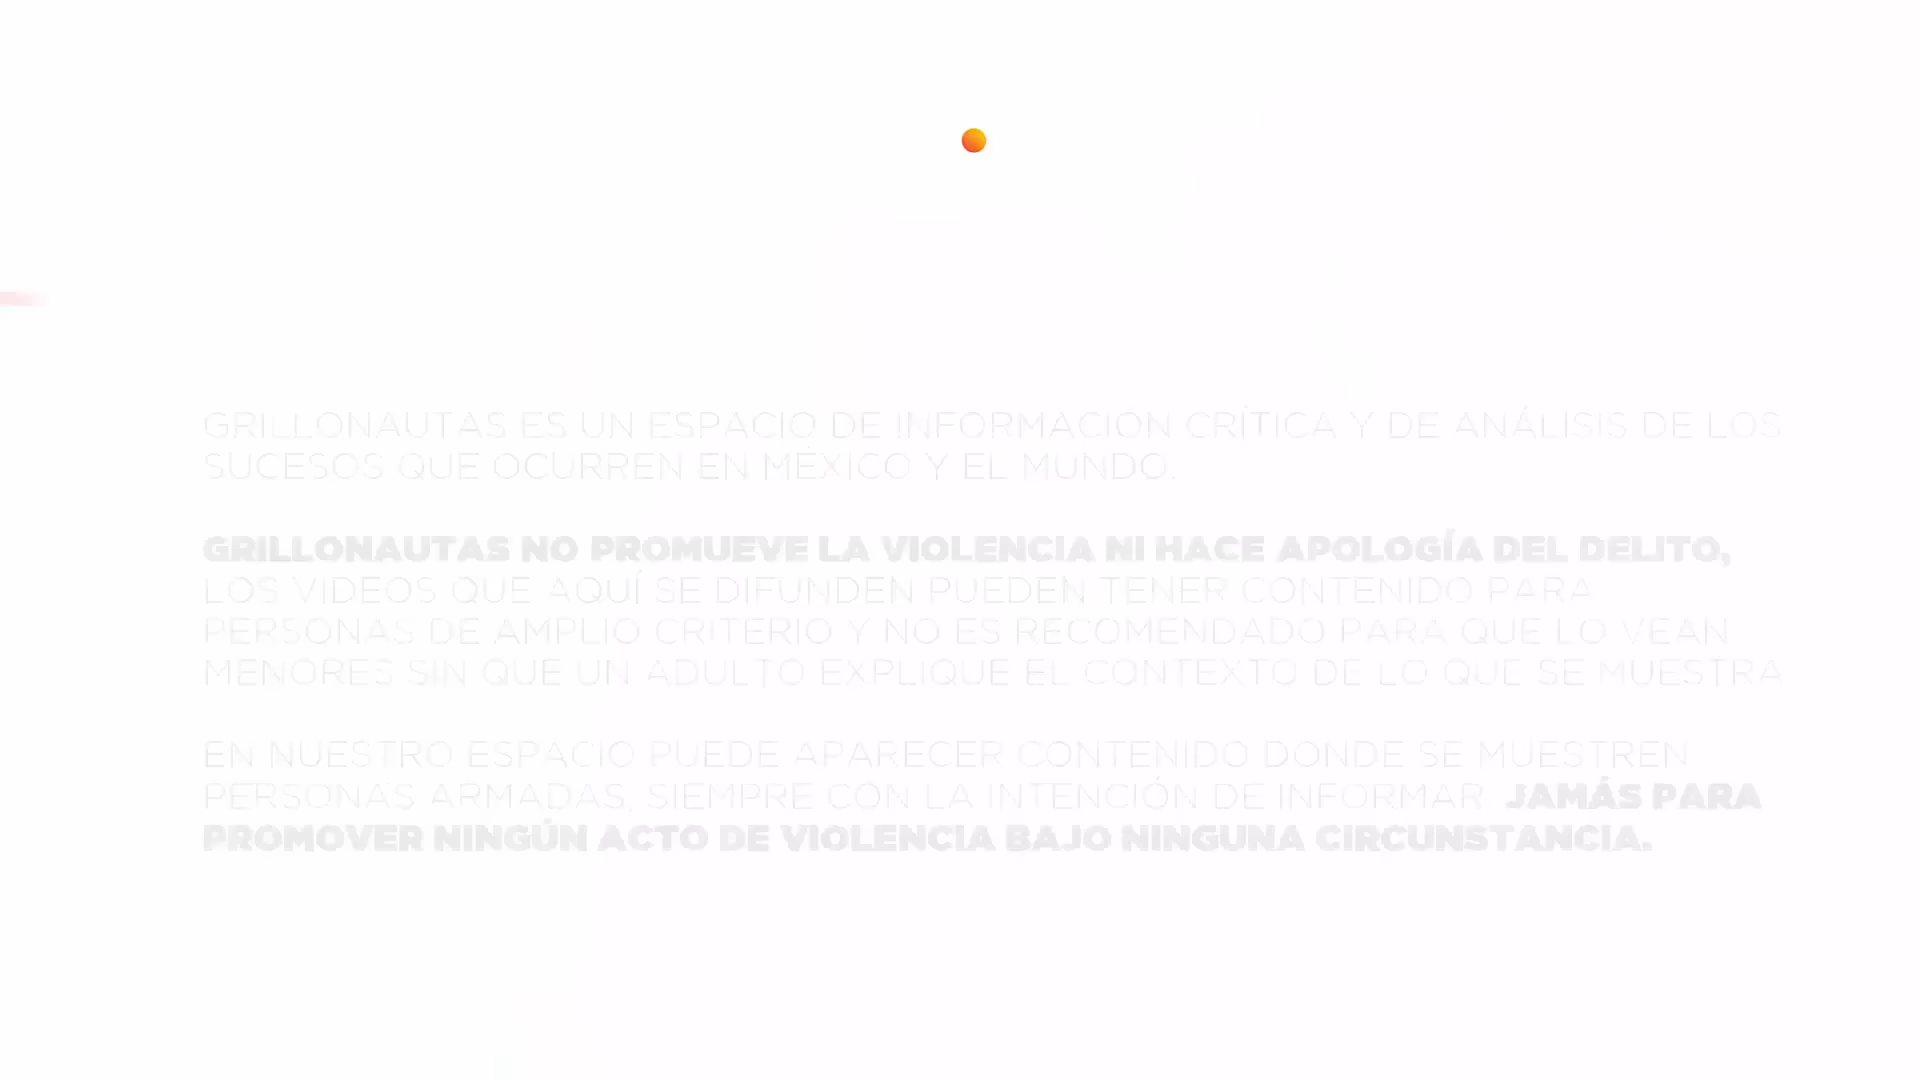 GRILLONAUTAS ES UN ESPACIO DE INFORMACIÓN CRÍTICA Y DE ANÁLISIS DE LOS
SUCESOS QUE OCURREN EN MÉXICO Y EL MUNDO.
GRILLONAUTAS NO PROMUEVE LA VIOLENCIA NI HACE APOLOGÍA DEL DELITO,
LOS VIDEOS QUE AQUÍ SE DIFUNDEN PUEDEN TENER CONTENIDO PARA
PERSONAS DE AMPLIO CRITERIO Y NO ES RECOMENDADO PARA QUE LO VEAN
MENORES SIN QUE UN ADULTO EXPLIQUE EL CONTEXTO DE LO QUE SE MUESTRA
EN NUESTRO ESPACIO PUEDE APARECER CONTENIDO DONDE SE MUESTREN
PERSONAS ARMADAS, SIEMPRE CON LA INTENCIÓN DE INFORMAR JAMÁS PARA
PROMOVER NINGÚN ACTO DE VIOLENCIA BAJO NINGUNA CIRCUNSTANCIA.